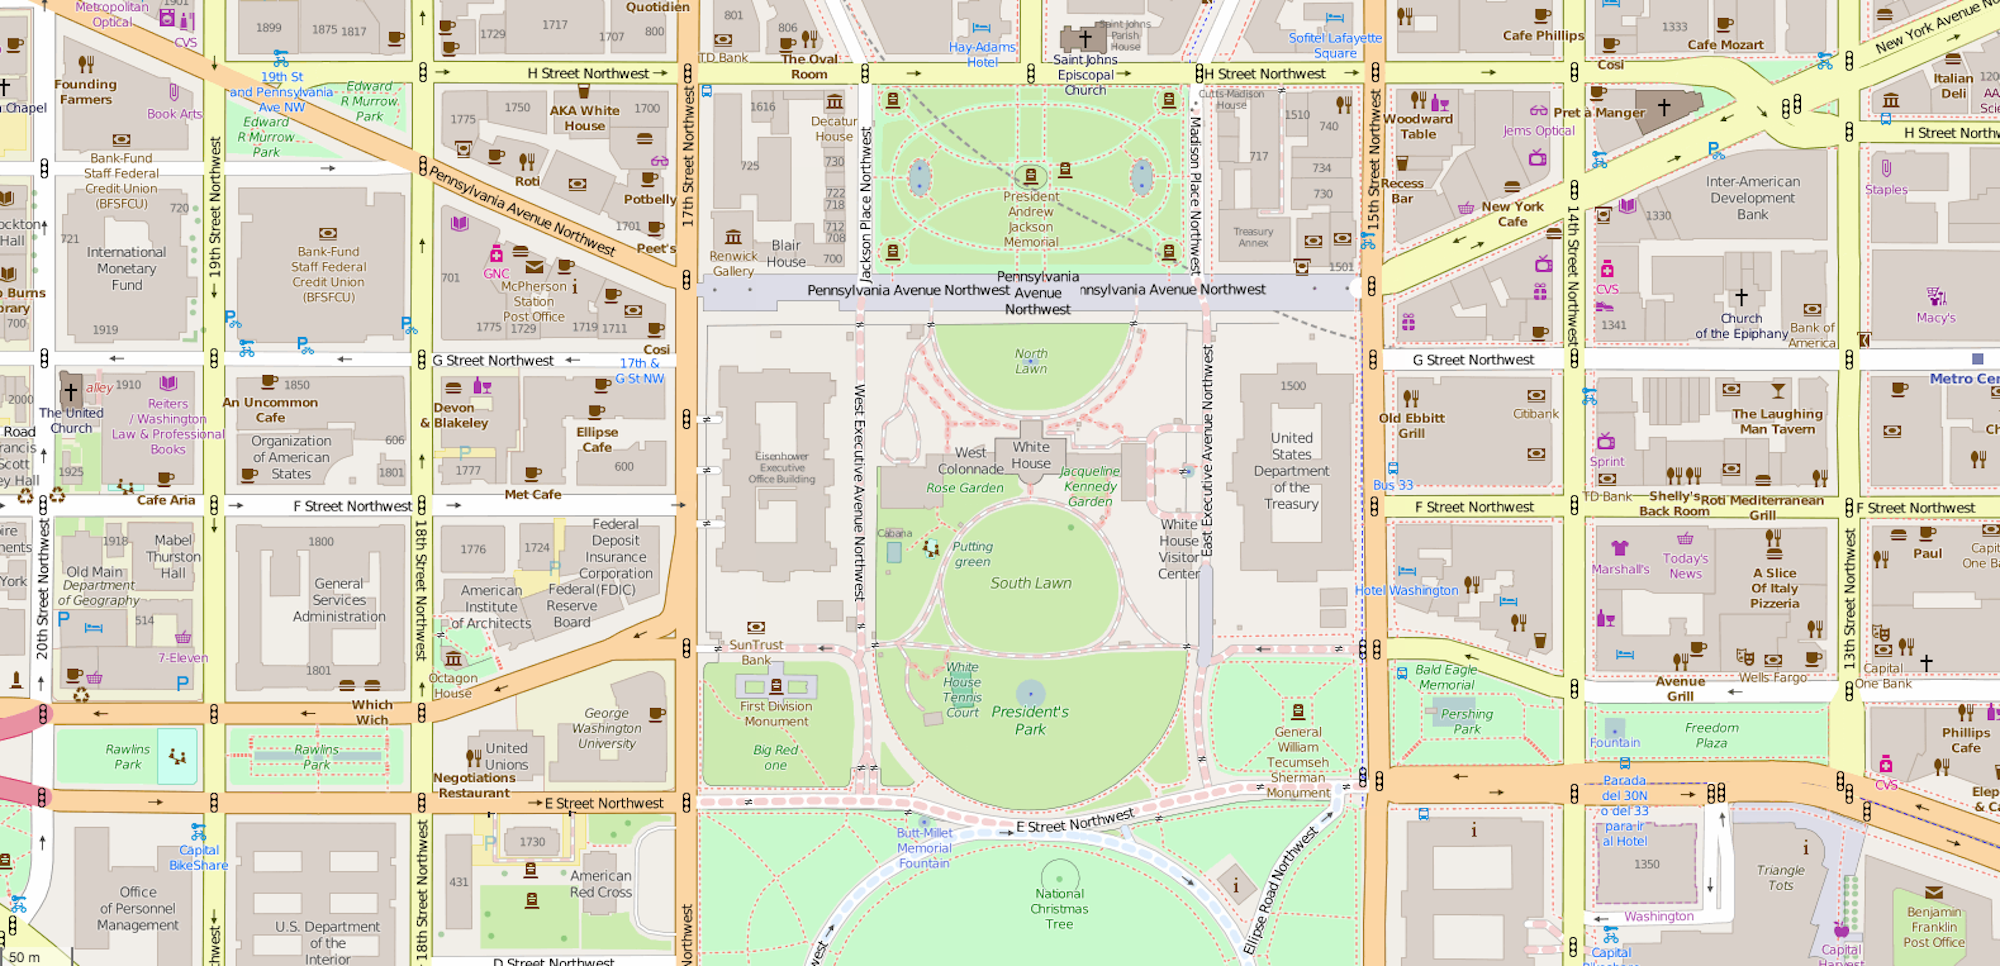 Metropolitan
Optical
1901
CVS
1899
1875
1817
1729
1717
1707
Quotidien
800
801
TD Bank
806
The Oval
Room
Hay-Adams
Hotel
Saint Johns
Parish
House
Saint Johns
Episcopal
Church
Sofitel Lafayette
Square
Cafe Phillips
Cosi
1333
Cafe Mozart
New York Avenue No
Italian
Deli
H Street Northwest
H Street Northwest
H Street Northw
Founding
Farmers
Chapel
Book Arts
19th St
and Pennsylvania
Ave NW
Edward
R Murrow
Park
Edward
R Murrow
Park
1775
1750
AKA White
House
1700
Roti
Potbelly
1701
Peet's
Pennsylvania Avenue Northwest
17th Street Northwest
1616
Decatur
House
725
730
722
718
712
708
700
Renwick
Gallery
Blair
House
Jackson Place Northwest
President
Andrew
Jackson
Memorial
Madison Place Northwest
Cutts-Madison
House
1510
740
717
734
730
Treasury
Annex
1501
15th Street Northwest
Woodward
Table
Recess
Bar
Jems Optical
Pret a Manger
New York
Cafe
14th Street Northwest
1330
Inter-American
Development
Bank
Staples
Bank-Fund
Staff Federal
Credit Union
(BFSFCU)
720
721
International
Monetary
Fund
1919
19th Street Northwest
Bank-Fund
Staff Federal
Credit Union
(BFSFCU)
701
GNC
McPherson
Station
Post Office
1775
1729
1719
1711
Cosi
Pennsylvania Avenue Northwest
Pennsylvania
Avenue
Northwest
nnsylvania Avenue Northwest
CVS
1341
Church
of the Epiphany
Bank of
America
Macy's
Burns
700
G Street Northwest
17th &
G St NW
G Street Northwest
Metro Cen
2000
The United
Church
alley
1910
Reiters
/ Washington
Law & Professional
Books
1925
Cafe Aria
1850
An Uncommon
Cafe
Organization
of American
States
606
1801
Devon
& Blakeley
1777
Ellipse
Cafe
600
Met Cafe
Eisenhower
Executive
Office Building
West Executive Avenue Northwest
North
Lawn
West
Colonnade
White
House
Rose Garden
Jacqueline
Kennedy
Garden
East Executive Avenue Northwest
1500
United
States
Department
of the
Treasury
Old Ebbitt
Grill
Citibank
Bus 33
Sprint
TD Bank
The Laughing
Man Tavern
Shelly's
Back Room
Roti Mediterranean
Grill
F Street Northwest
F Street Northwest
F Street Northwest
20th Street Northwest
York
1918
Mabel
Thurston
Hall
Old Main
Department
of Geography
514
7-Eleven
1800
General
Services
Administration
1801
18th Street Northwest
1776
1724
Federal
Deposit
Insurance
Corporation
(FDIC)
American
Institute
of Architects
Federal
Reserve
Board
Octagon
House
Cabana
Putting
green
South Lawn
White
House
Visitor
Center
Hotel Washington
Marshall's
Today's
News
A Slice
Of Italy
Pizzeria
13th Street Northwest
Paul
Capital
One Bank
SunTrust
Bank
First Division
Monument
Big Red
one
White
House
Tennis
Court
President's
Park
General
William
Tecumseh
Sherman
Monument
Bald Eagle
Memorial
Pershing
Park
Avenue
Grill
Wells Fargo
Fountain
Freedom
Plaza
Phillips
Cafe
CVS
Which
Wich
Rawlins
Park
Rawlins
Park
United
Unions
Negotiations
Restaurant
George
Washington
University
E Street Northwest
E Street Northwest
Parada
del 30N
o del 33
para ir
al Hotel
1350
Washington
Triangle
Tots
Capital
BikeShare
Office
of Personnel
Management
U.S. Department
of the
Interior
18th Street Northwest
1730
431
American
Red Cross
D Street Northwest
Northwest
Butt-Millet
Memorial
Fountain
National
Christmas
Tree
Ellipse Road Northwest
Capital
Capital
Benjamin
Franklin
Post Office
50 m